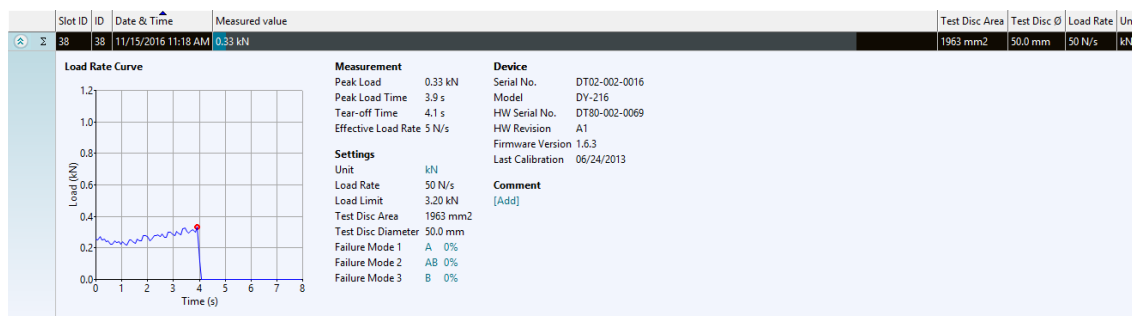 Slot ID ID Date & Time Measured value Test Disc Area Test Disc Ø Load Rate Un
Σ 38 38 11/15/2016 11:18 AM 0.33 kN 1963 mm2 50.0 mm 50 N/s kN
Load Rate Curve
1.2
1.0
0.8
0.6
0.4
0.2
0.0
Load (kN)
0 1 2 3 4 5 6 7 8
Time (s)
Measurement
Peak Load 0.33 kN
Peak Load Time 3.9 s
Tear-off Time 4.1 s
Effective Load Rate 5 N/s
Settings
Unit kN
Load Rate 50 N/s
Load Limit 3.20 kN
Test Disc Area 1963 mm2
Test Disc Diameter 50.0 mm
Failure Mode 1 A 0%
Failure Mode 2 AB 0%
Failure Mode 3 B 0%
Device
Serial No. DT02-002-0016
Model DY-216
HW Serial No. DT80-002-0069
HW Revision A1
Firmware Version 1.6.3
Last Calibration 06/24/2013
Comment
[Add]